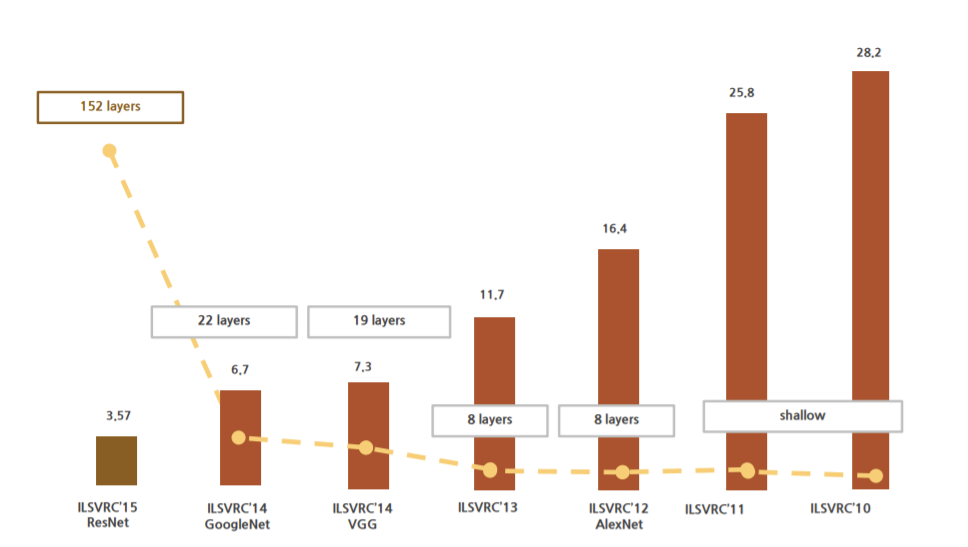 28,2
25,8
152 layers
16,4
11,7
22 layers
19 layers
6,7
7,3
3,57
8 layers
8 layers
shallow
ILSVRC'15
ResNet
ILSVRC'14
GoogleNet
ILSVRC'14
VGG
ILSVRC'13
ILSVRC'12
AlexNet
ILSVRC'11
ILSVRC'10